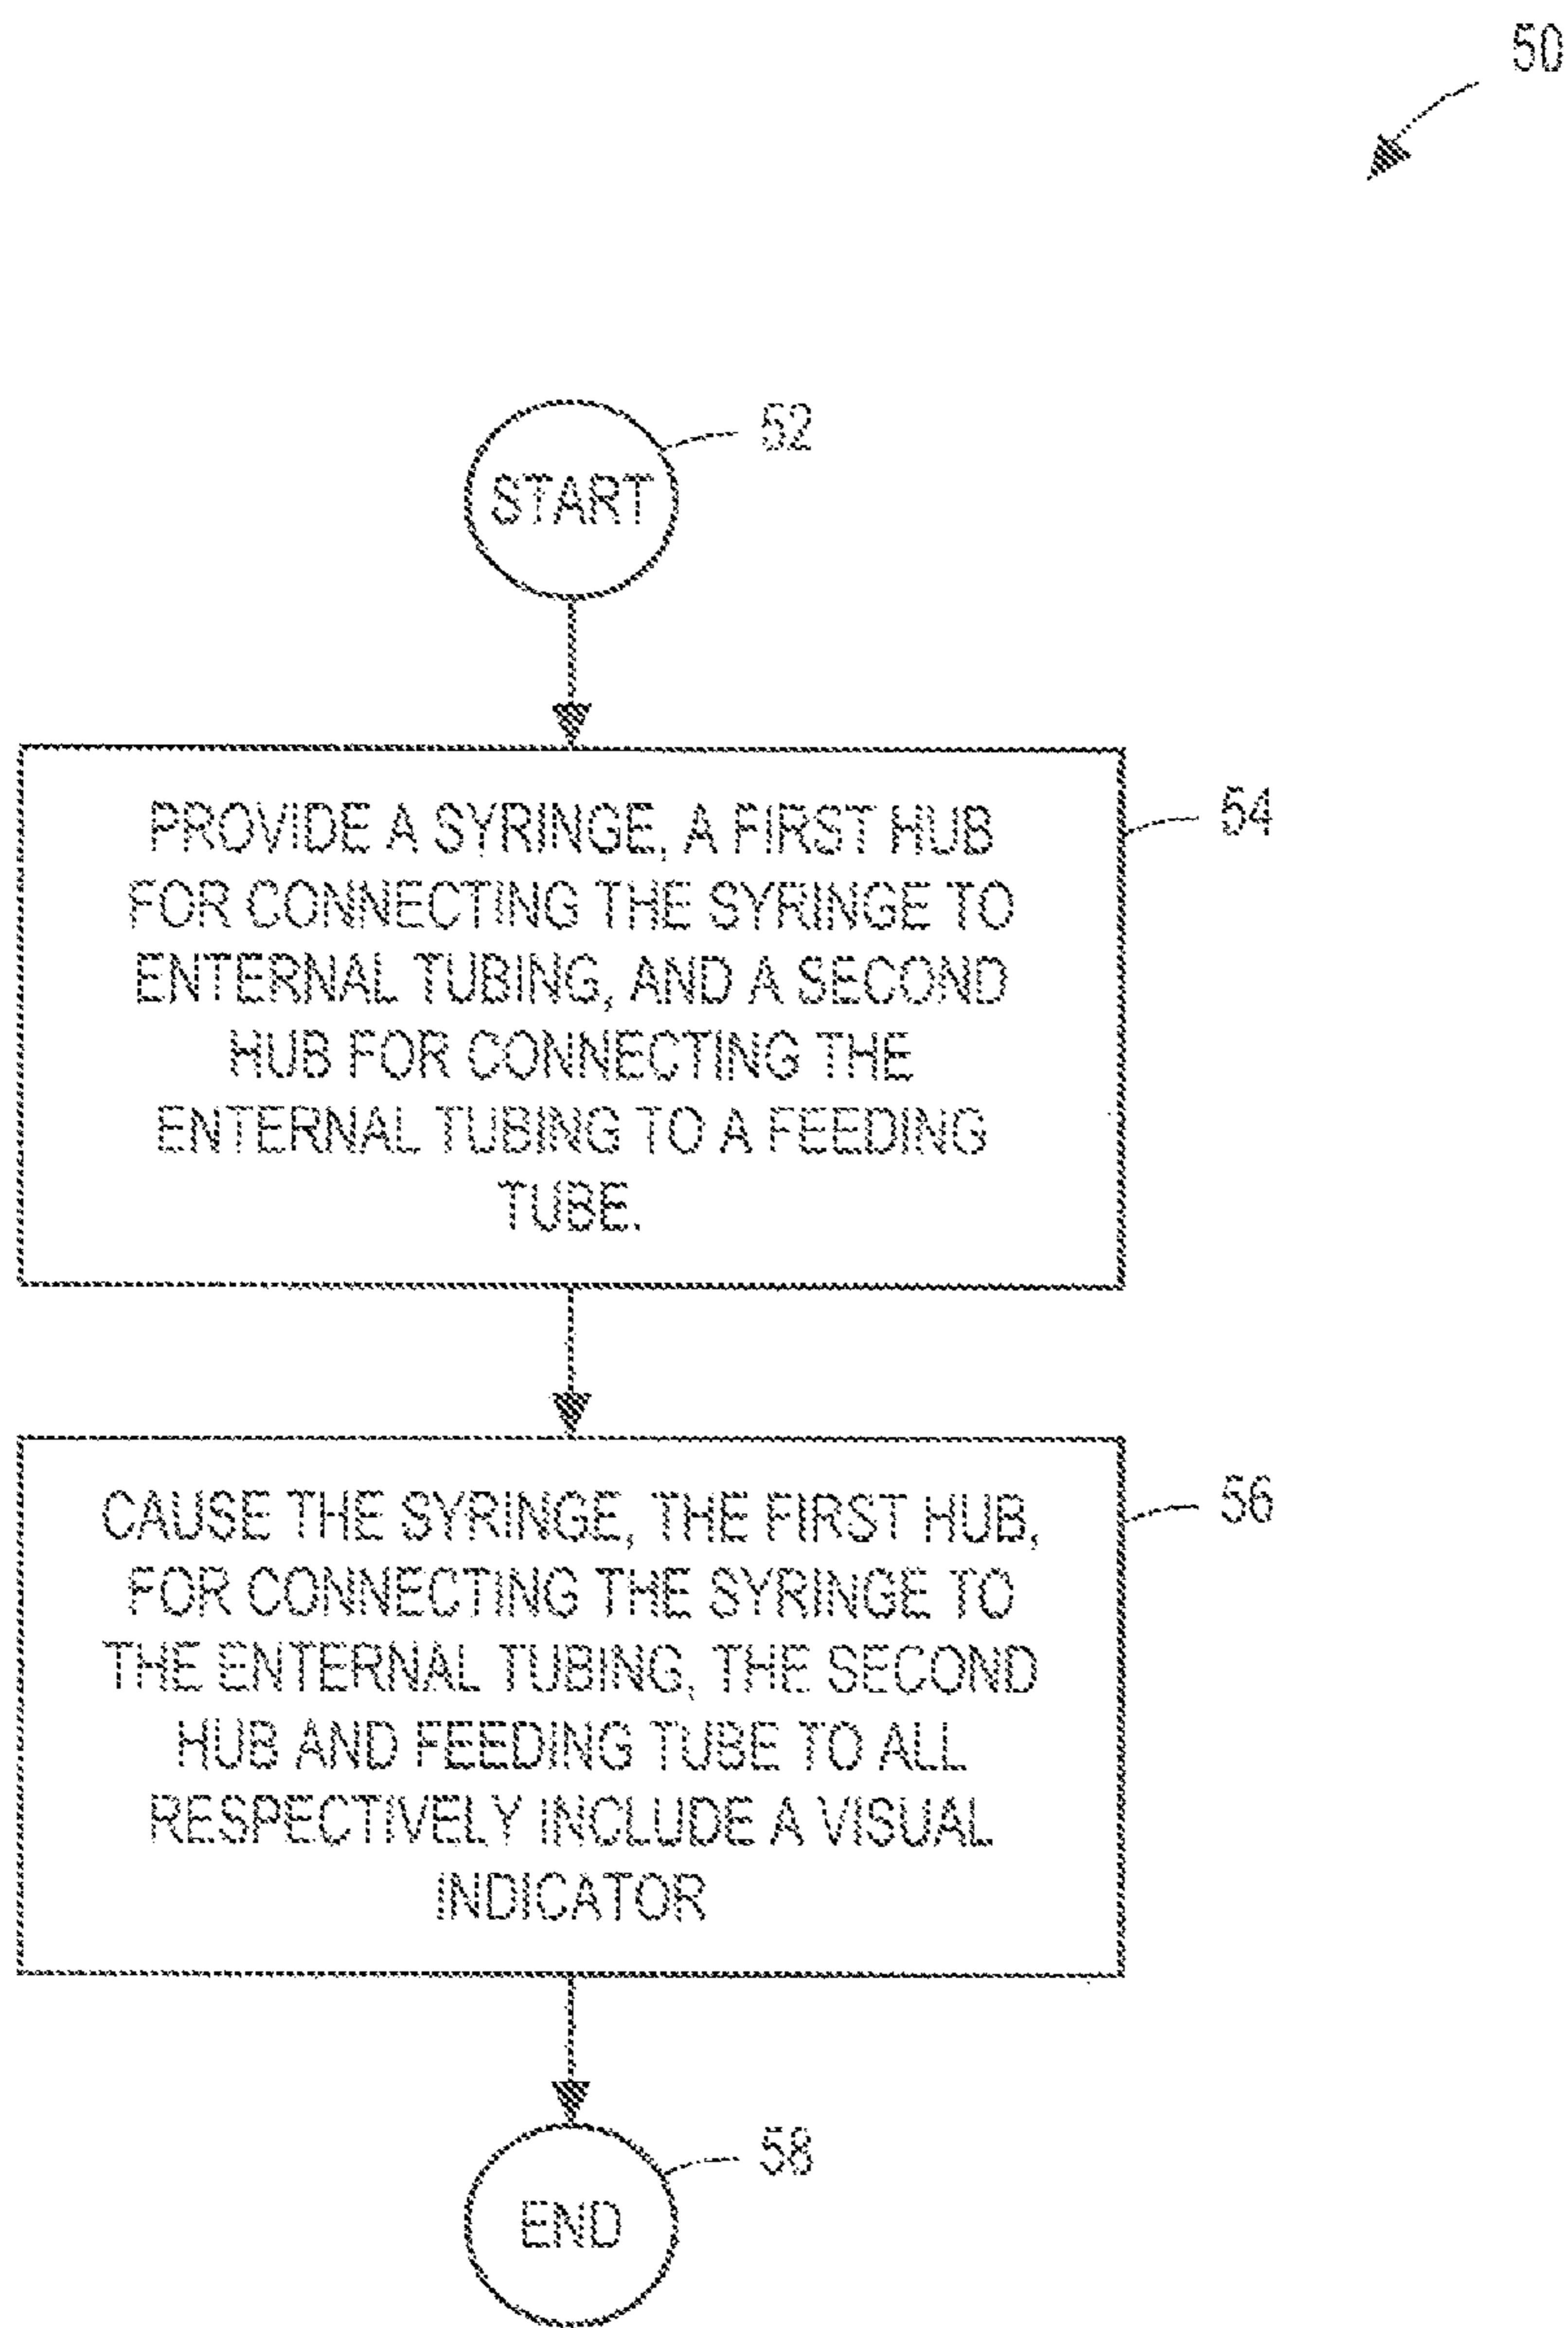 50
52
START
PROVIDE A SYRINGE, A FIRST HUB
54
FOR CONNECTING THE SYRINGE TO
ENTERNAL TUBING, AND A SECOND
HUB FOR CONNECTING THE
ENTERNAL TUBING TO A FEEDING
TUBE.
CAUSE THE SYRINGE, THE FIRST HUB,
56
FOR CONNECTING THE SYRINGE TO
THE ENTERNAL TUBING, THE SECOND
HUB AND FEEDING TUBE TO ALL
RESPECTIVELY INCLUDE A VISUAL
INDICATOR
58
END